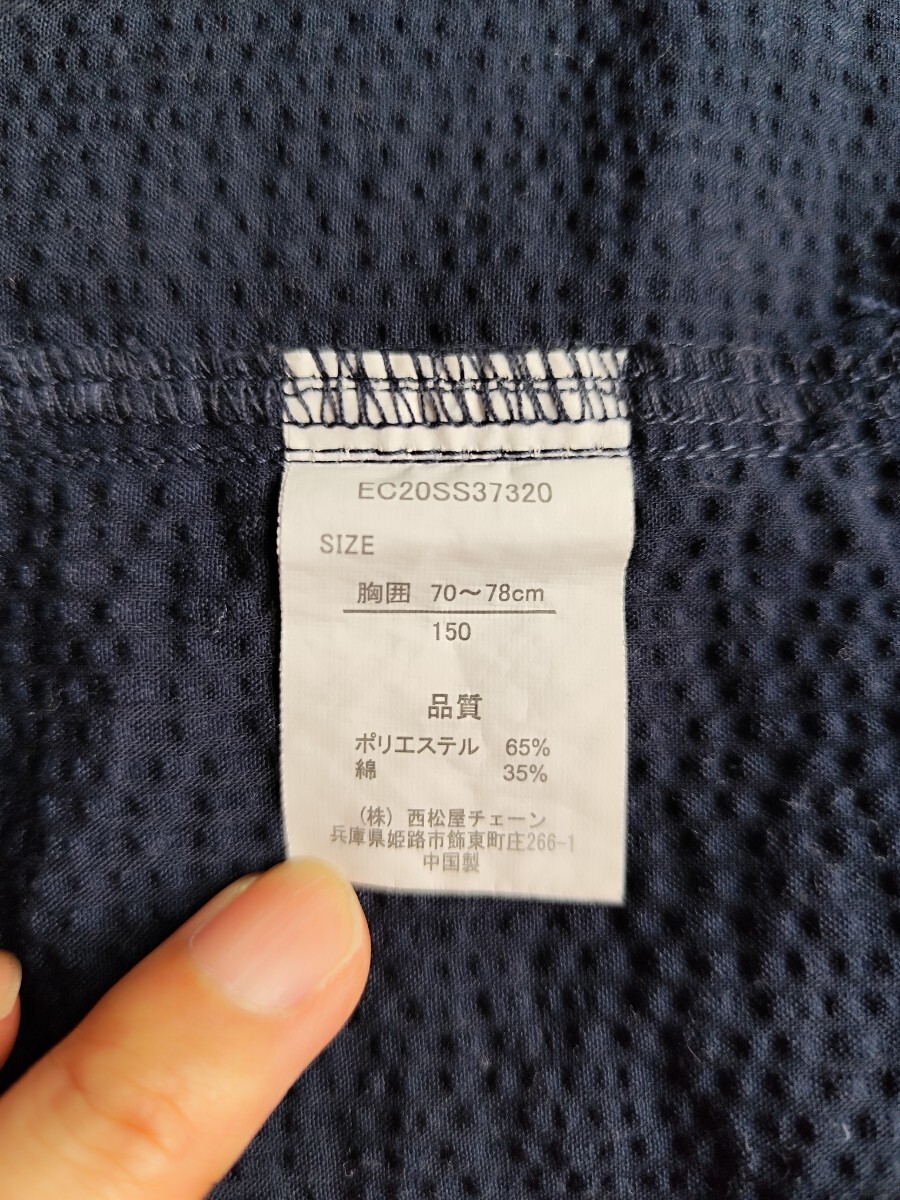 EC20SS37320
SIZE
胸囲 70～78cm
150
品質
ポリエステル 65%
綿 35%
(株) 西松屋チェーン
兵庫県姫路市飾東町庄266-1
中国製